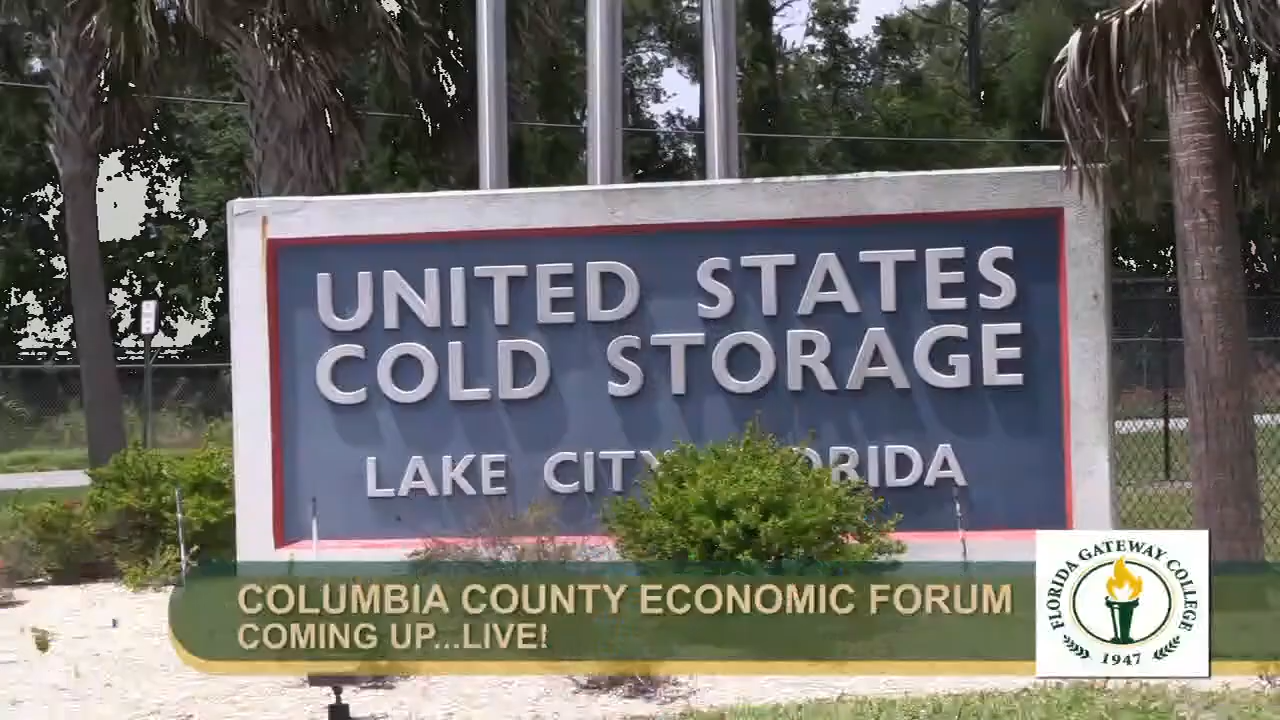 UNITED STATES
COLD STORAGE
LAKE CITY
COLUMBIA COUNTY ECONOMIC FORUM
COMING UP...LIVE!
FLORIDA GATEWAY COLLEGE
1947